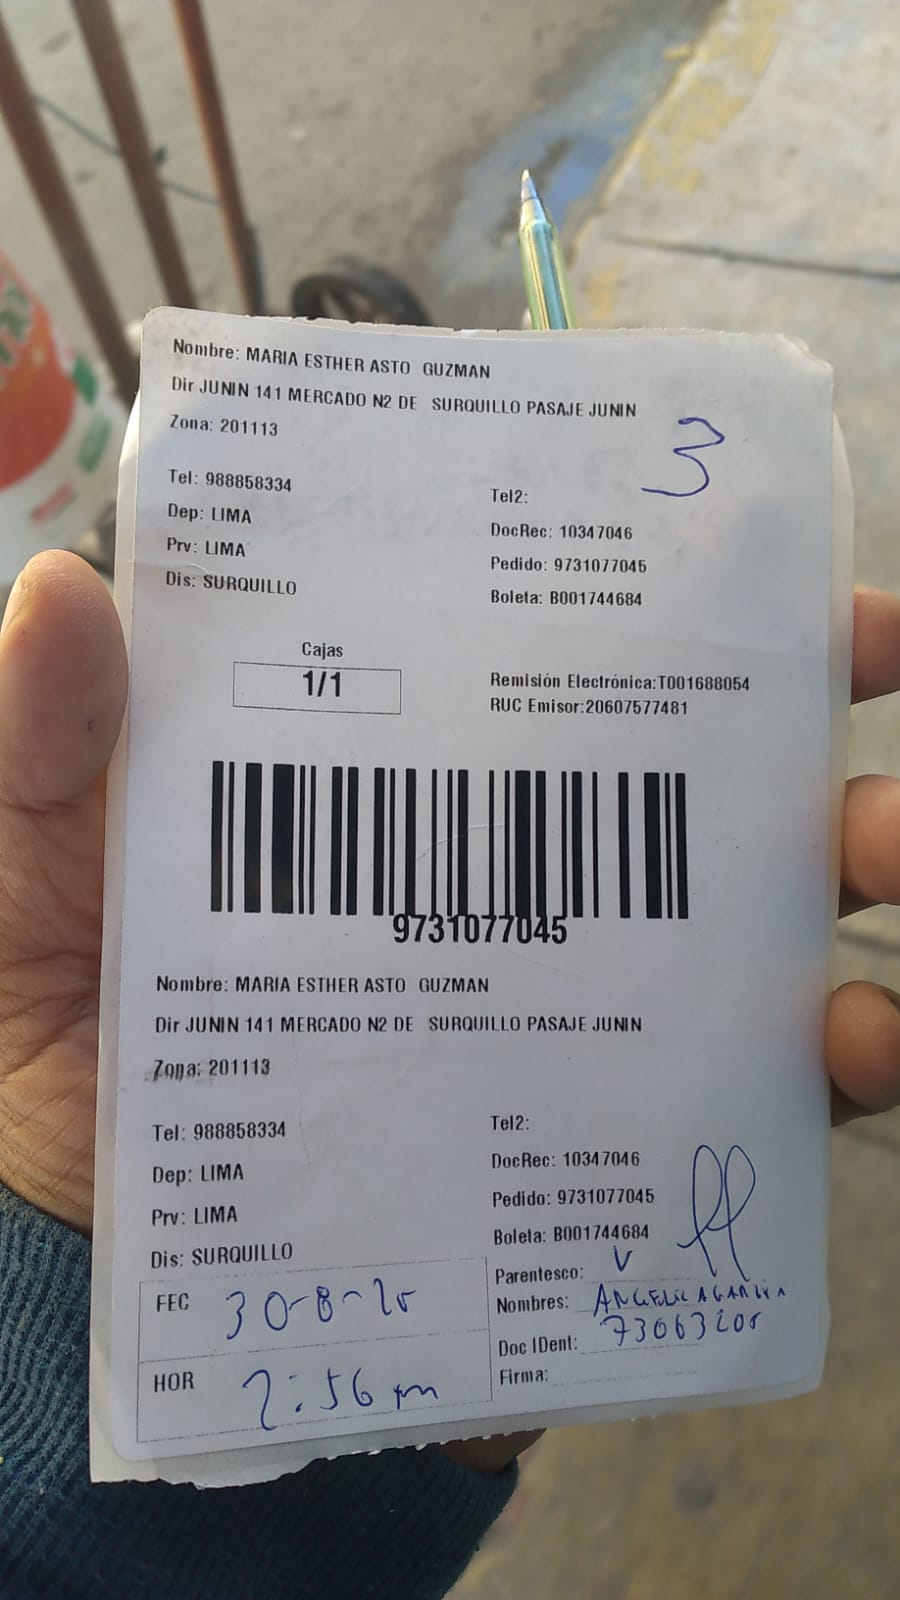 Nombre: MARIA ESTHER ASTO GUZMAN
Dir JUNIN 141 MERCADO N2 DE SURQUILLO PASAJE JUNIN
Zona: 201113
3
Tel: 988858334
Tel2:
Dep: LIMA
DocRec: 10347046
Prv: LIMA
Pedido: 9731077045
Dis: SURQUILLO
Boleta: B001744684
Cajas
1/1
Remisión Electrónica:T001688054
RUC Emisor:20607577481
9731077045
Nombre: MARIA ESTHER ASTO GUZMAN
Dir JUNIN 141 MERCADO N2 DE SURQUILLO PASAJE JUNIN
Zona: 201113
Tel: 988858334
Tel2:
Dep: LIMA
DocRec: 10347046
Prv: LIMA
Pedido: 9731077045
Dis: SURQUILLO
Boleta: B001744684
FEC 30-8-25
Parentesco: V
Nombres:
Doc IDent: 73063205
HOR 2:56 pm
Firma: